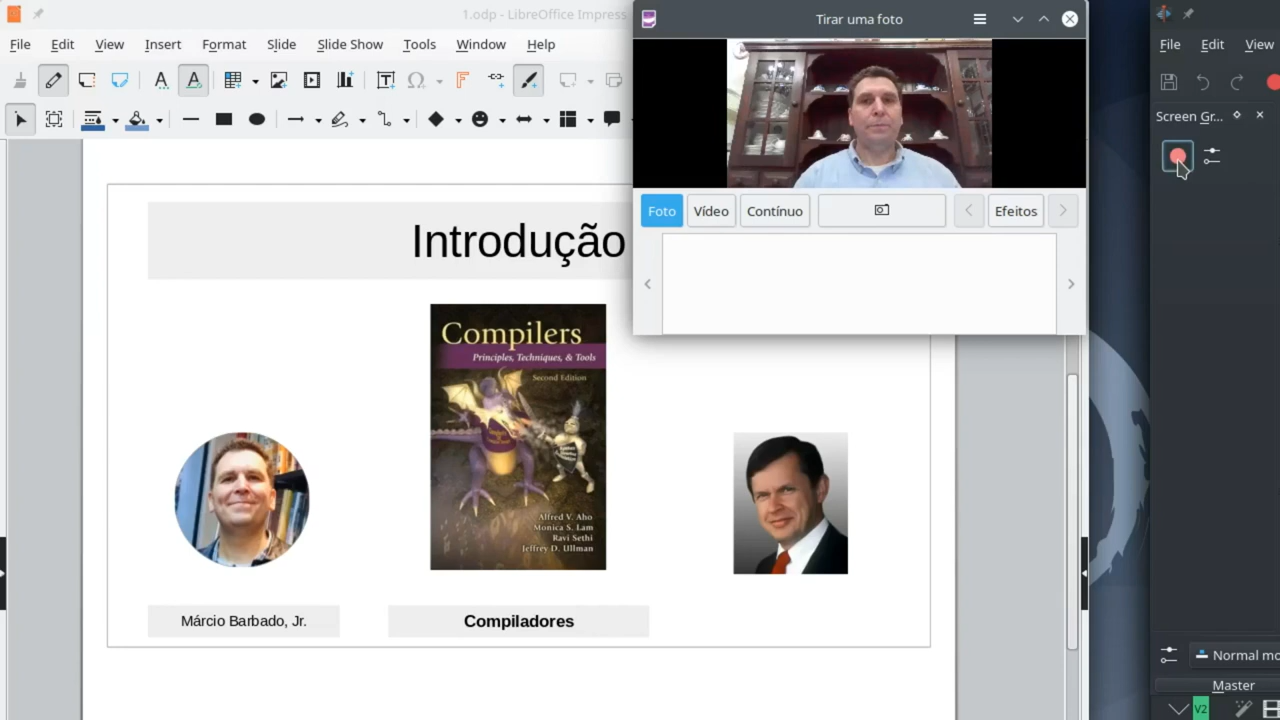 1.odp - LibreOffice Impress
File Edit View Insert Format Slide Slide Show Tools Window Help
Tirar uma foto
Foto Vídeo Contínuo Efeitos
File Edit View
Screen Gr...
Introdução
Compilers
Principles, Techniques, & Tools
Second Edition
Alfred V. Aho
Monica S. Lam
Ravi Sethi
Jeffrey D. Ullman
Márcio Barbado, Jr.
Compiladores
Normal mo
Master
V2